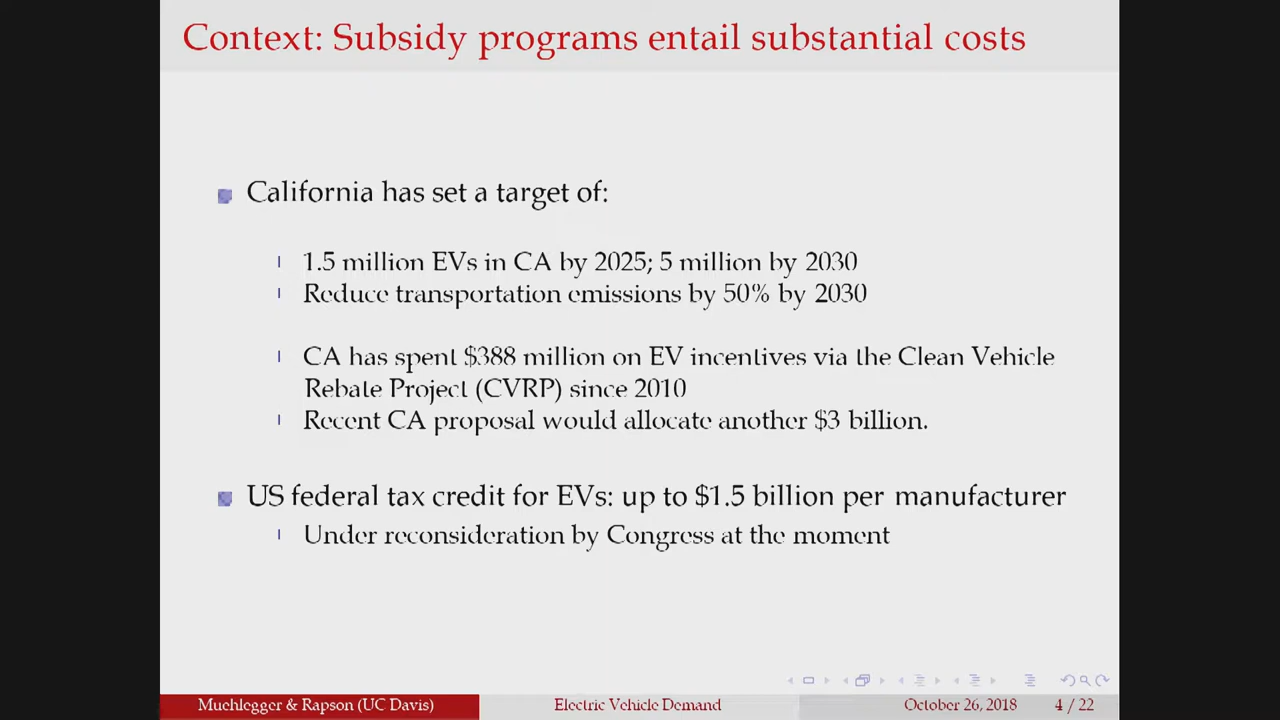 Context: Subsidy programs entail substantial costs
California has set a target of:
1.5 million EVs in CA by 2025; 5 million by 2030
Reduce transportation emissions by 50% by 2030
CA has spent $388 million on EV incentives via the Clean Vehicle
Rebate Project (CVRP) since 2010
Recent CA proposal would allocate another $3 billion.
US federal tax credit for EVs: up to $1.5 billion per manufacturer
Under reconsideration by Congress at the moment
Muehlegger & Rapson (UC Davis)
Electric Vehicle Demand
October 26, 2018
4 / 22